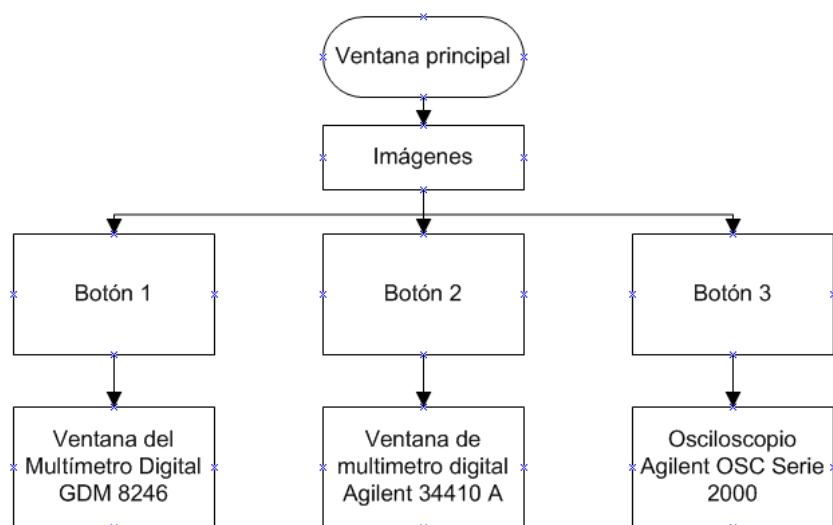 Ventana principal
Imágenes
Botón 1
Botón 2
Botón 3
Ventana del
Multímetro Digital
GDM 8246
Ventana de
multimetro digital
Agilent 34410 A
Osciloscopio
Agilent OSC Serie
2000